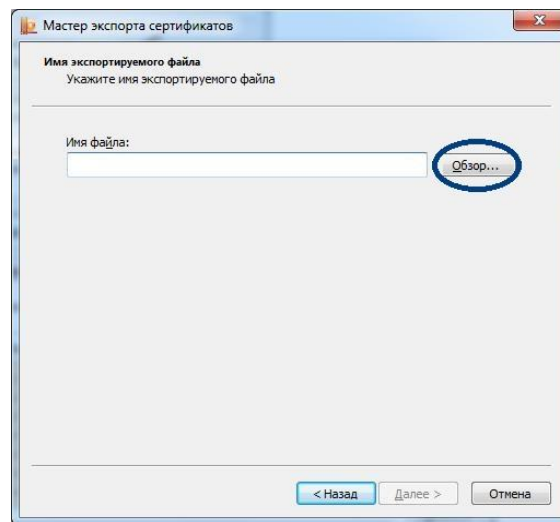 Мастер экспорта сертификатов
Имя экспортируемого файла
Укажите имя экспортируемого файла
Имя файла:
Обзор...
< Назад
Далее >
Отмена